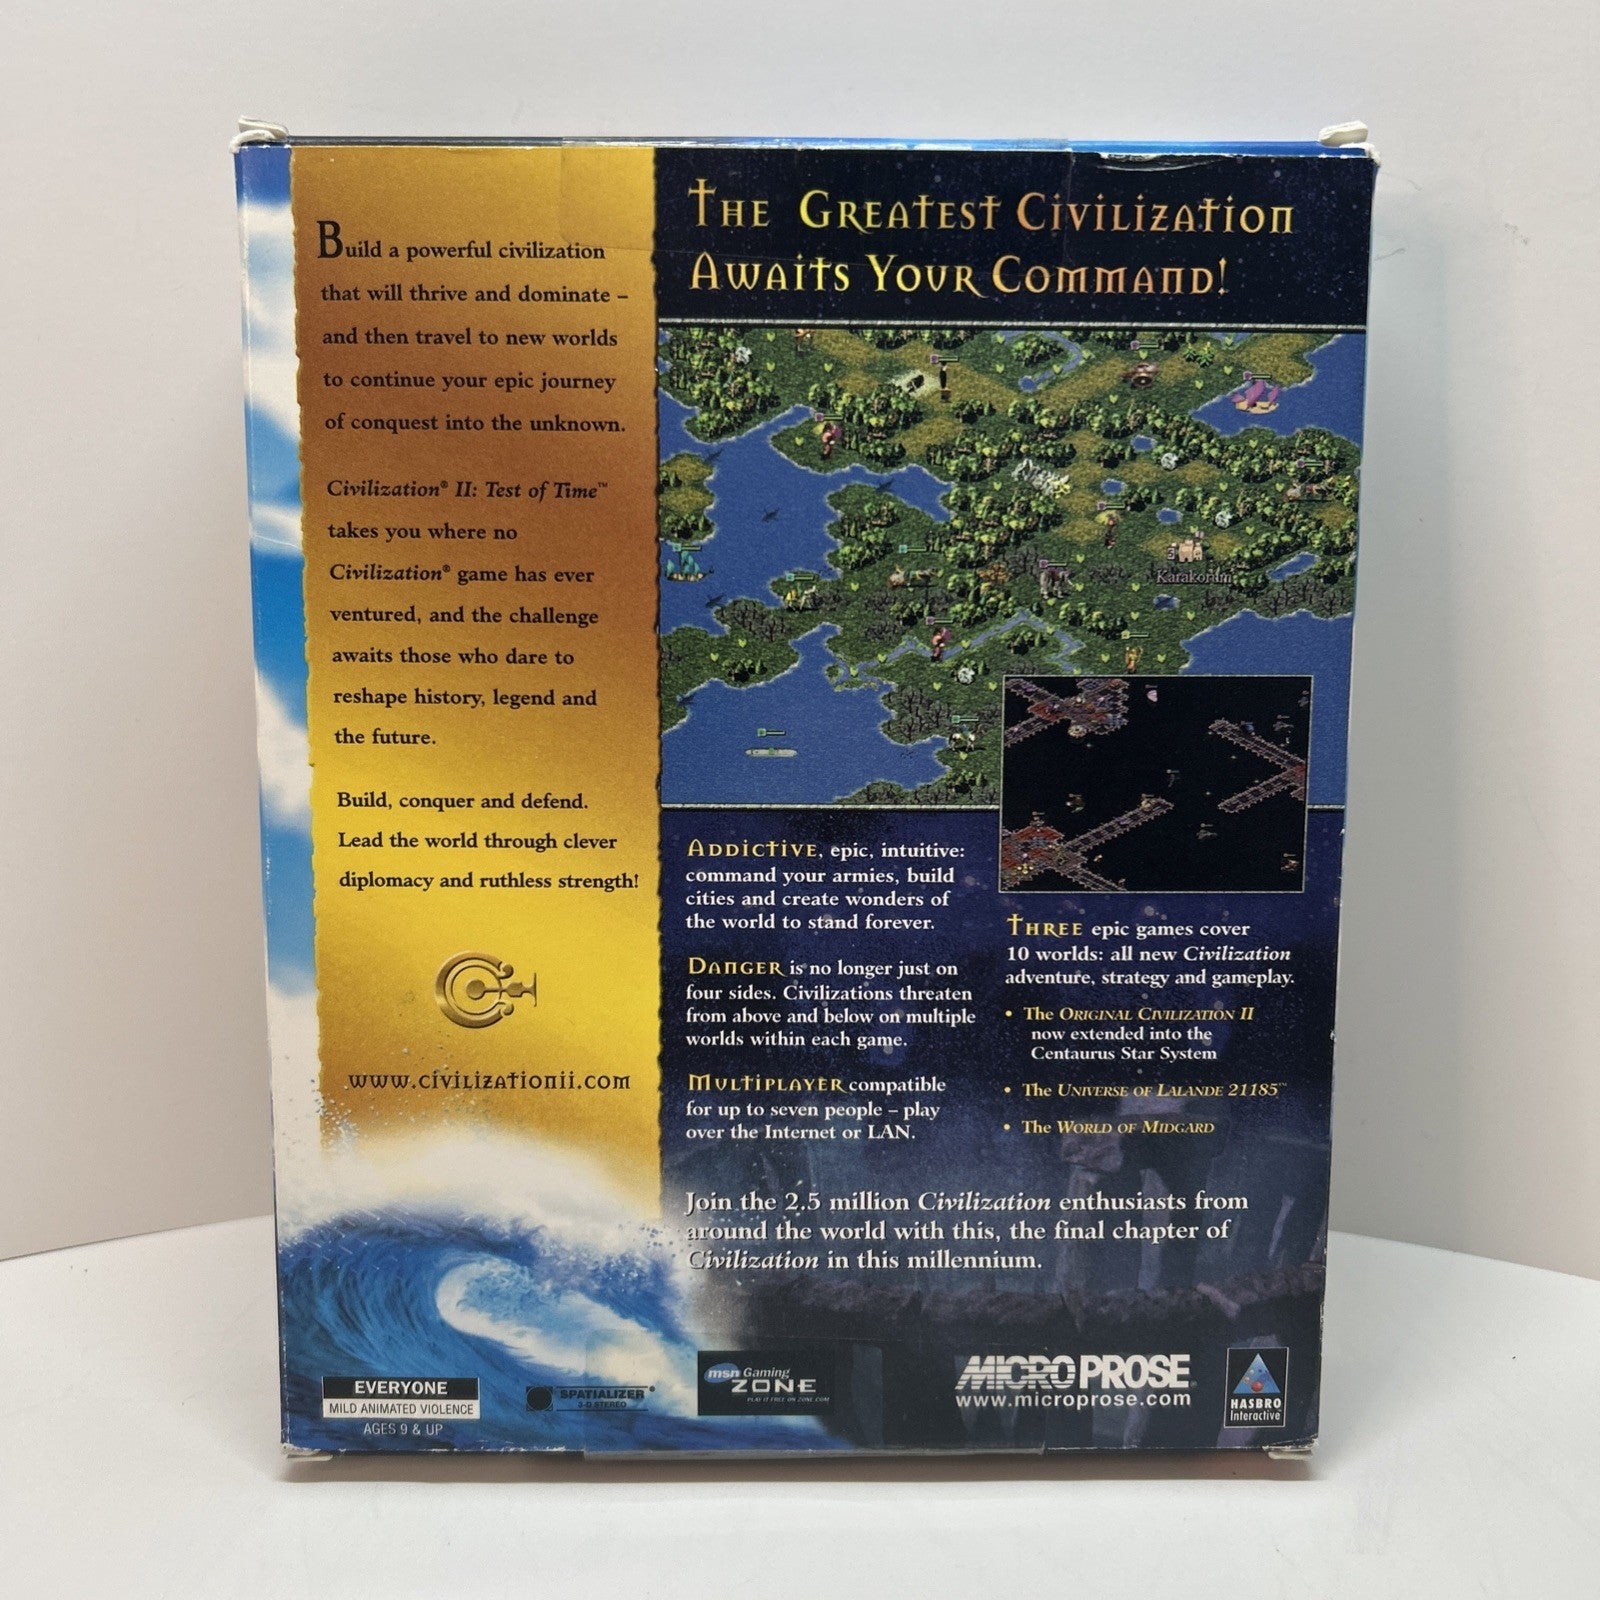 Build a powerful civilization
that will thrive and dominate –
and then travel to new worlds
to continue your epic journey
of conquest into the unknown.
Civilization® II: Test of Time™
takes you where no
Civilization® game has ever
ventured, and the challenge
awaits those who dare to
reshape history, legend and
the future.
Build, conquer and defend.
Lead the world through clever
diplomacy and ruthless strength!
www.civilizationii.com
The Greatest Civilization
Awaits Your Command!
3
Karakorum
Addictive, epic, intuitive:
command your armies, build
cities and create wonders of
the world to stand forever.
Danger is no longer just on
four sides. Civilizations threaten
from above and below on multiple
worlds within each game.
Multiplayer compatible
for up to seven people – play
over the Internet or LAN.
Three epic games cover
10 worlds: all new Civilization
adventure, strategy and gameplay.
• The Original Civilization II
now extended into the
Centaurus Star System
• The Universe of Lalande 21185™
• The World of Midgard
Join the 2.5 million Civilization enthusiasts from
around the world with this, the final chapter of
Civilization in this millennium.
EVERYONE
MILD ANIMATED VIOLENCE
AGES 9 & UP
SPATIALIZER®
3-D STEREO
msn Gaming
ZONE
PLAY IT FREE ON ZONE.COM
MICROPROSE
www.microprose.com
HASBRO
Interactive